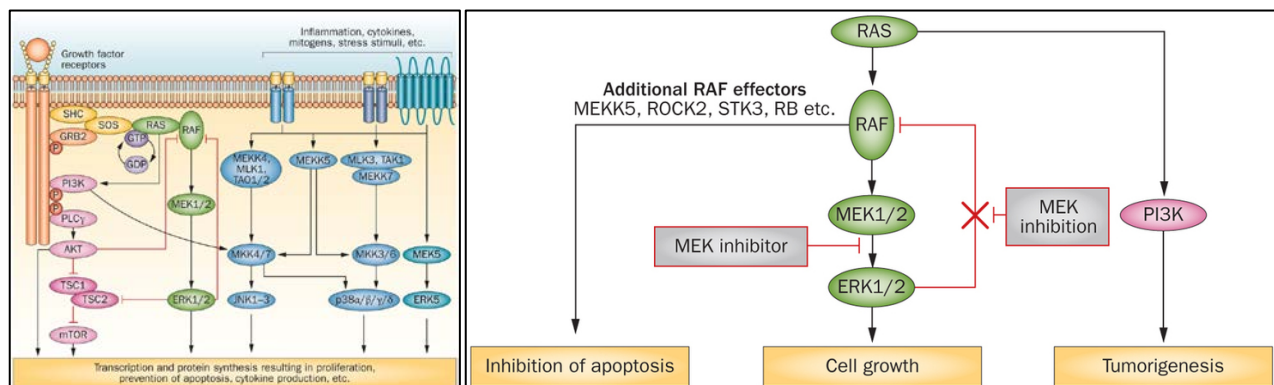 Growth factor
receptors
Inflammation, cytokines,
mitogens, stress stimuli, etc.
SHC
GRB2
SOS
RAS
RAF
GTP
GDP
P
PI3K
P
P
PLCγ
AKT
TSC1
TSC2
mTOR
MEK1/2
ERK1/2
MEKK4,
MLK1,
TAO1/2
MEKK5
MLK3, TAK1
MEKK7
MKK4/7
MKK3/6
MEK5
JNK1–3
p38α/β/γ/δ
ERK5
Transcription and protein synthesis resulting in proliferation,
prevention of apoptosis, cytokine production, etc.
RAS
Additional RAF effectors
MEKK5, ROCK2, STK3, RB etc.
RAF
MEK1/2
MEK inhibitor
ERK1/2
MEK
inhibition
PI3K
Inhibition of apoptosis
Cell growth
Tumorigenesis